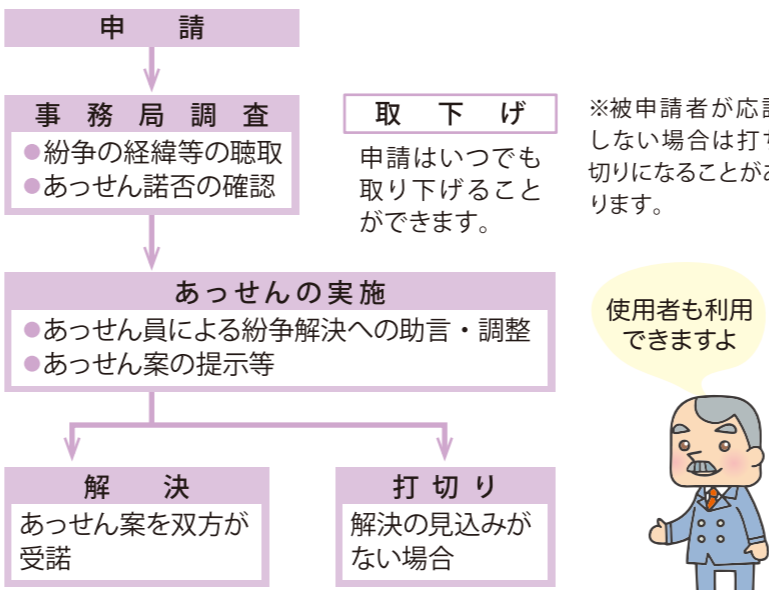 申請
事務局調査
●紛争の経緯等の聴取
●あっせん諾否の確認
取下げ
申請はいつでも
取り下げること
ができます。
※被申請者が応
しない場合は打
切りになることが
ります。
あっせんの実施
●あっせん員による紛争解決への助言・調整
●あっせん案の提示等
使用者も利用
できますよ
解決
あっせん案を双方が
受諾
打切り
解決の見込みが
ない場合